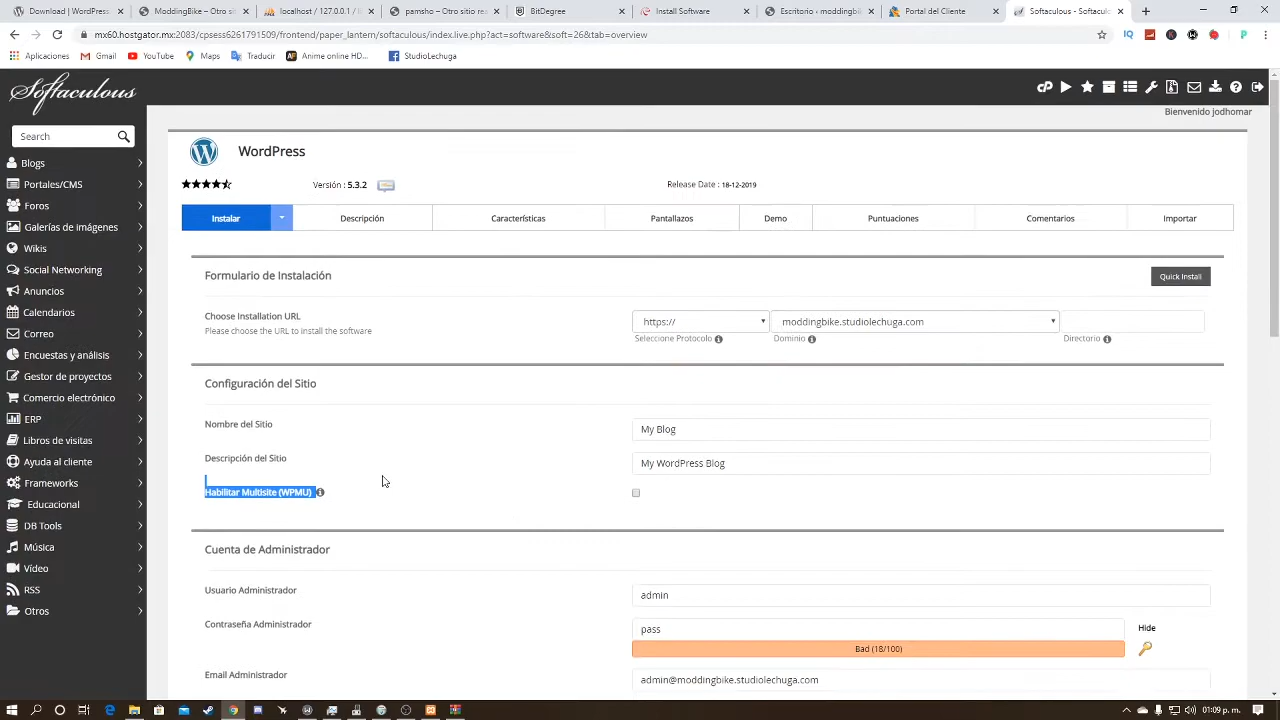 Download | WordPress
localhost / 127.0.0.1 / l
pansho – Otro sitio re
BitDegree
Install Software
Escritorio ‹ moddingbike
Portal del Cliente
Softaculous - Softaculo
mx60.hostgator.mx:2083/cpsess6261791509/frontend/paper_lantern/softaculous/index.live.php?act=software&soft=26&tab=overview
Aplicaciones
Gmail
YouTube
Maps
Traducir
Anime online HD...
StudioLechuga
Softaculous
Bienvenido jodhomar
Search
Blogs
Portales/CMS
Foros
Galerías de imágenes
Wikis
Social Networking
Anuncios
Calendarios
Correo
Encuestas y análisis
Gestor de proyectos
Comercio electrónico
ERP
Libros de visitas
Ayuda al cliente
Frameworks
Educacional
DB Tools
Música
Vídeo
RSS
Otros
WordPress
Versión : 5.3.2
Release Date : 18-12-2019
Instalar
Descripción
Características
Pantallazos
Demo
Puntuaciones
Comentarios
Importar
Formulario de Instalación
Quick Install
Choose Installation URL
Please choose the URL to install the software
https://
moddingbike.studiolechuga.com
Seleccione Protocolo
Dominio
Directorio
Configuración del Sitio
Nombre del Sitio
My Blog
Descripción del Sitio
My WordPress Blog
Habilitar Multisite (WPMU)
Cuenta de Administrador
Usuario Administrador
admin
Contraseña Administrador
pass
Hide
Bad (18/100)
Email Administrador
admin@moddingbike.studiolechuga.com